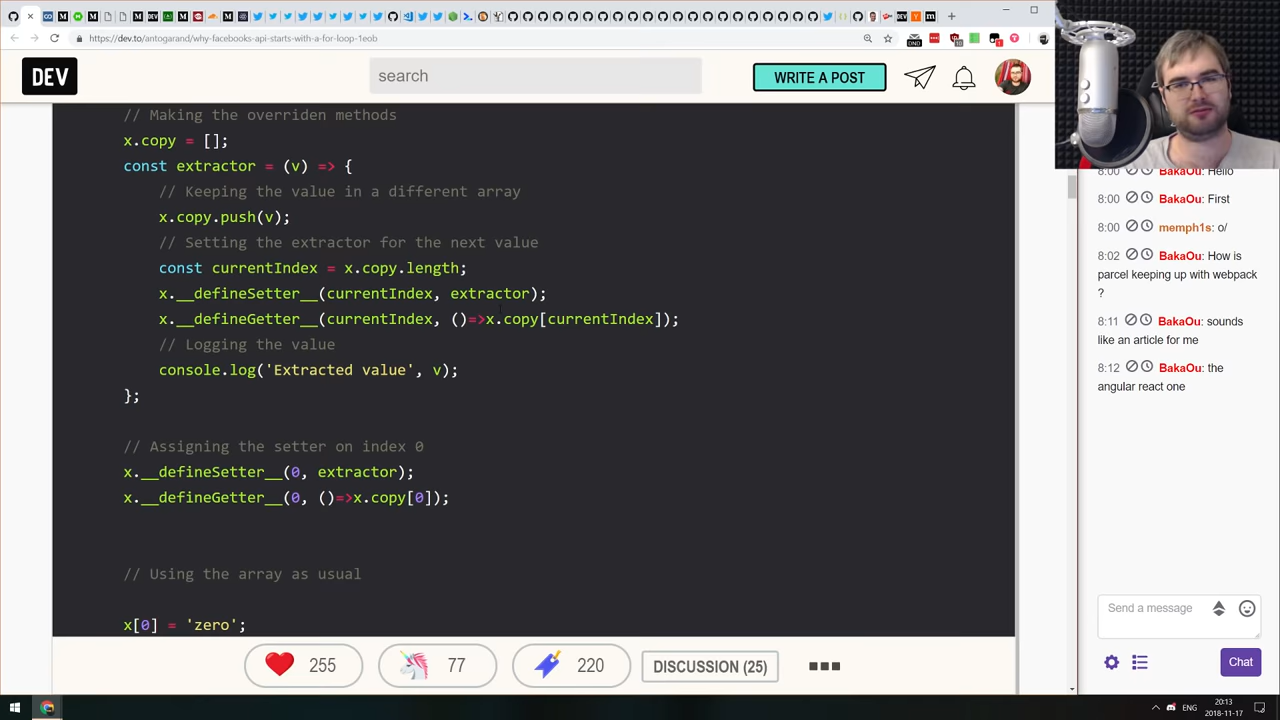 https://dev.to/antogarand/why-facebooks-api-starts-with-a-for-loop-1eob
DEV
search
WRITE A POST
// Making the overriden methods
x.copy = [];
const extractor = (v) => {
// Keeping the value in a different array
x.copy.push(v);
// Setting the extractor for the next value
const currentIndex = x.copy.length;
x.__defineSetter__(currentIndex, extractor);
x.__defineGetter__(currentIndex, ()=>x.copy[currentIndex]);
// Logging the value
console.log('Extracted value', v);
};
// Assigning the setter on index 0
x.__defineSetter__(0, extractor);
x.__defineGetter__(0, ()=>x.copy[0]);
// Using the array as usual
x[0] = 'zero';
255
77
220
DISCUSSION (25)
8:00 BakaOu: Hello
8:00 BakaOu: First
8:00 memph1s: o/
8:02 BakaOu: How is
parcel keeping up with webpack
?
8:11 BakaOu: sounds
like an article for me
8:12 BakaOu: the
angular react one
Send a message
Chat
ENG
20:13
2018-11-17